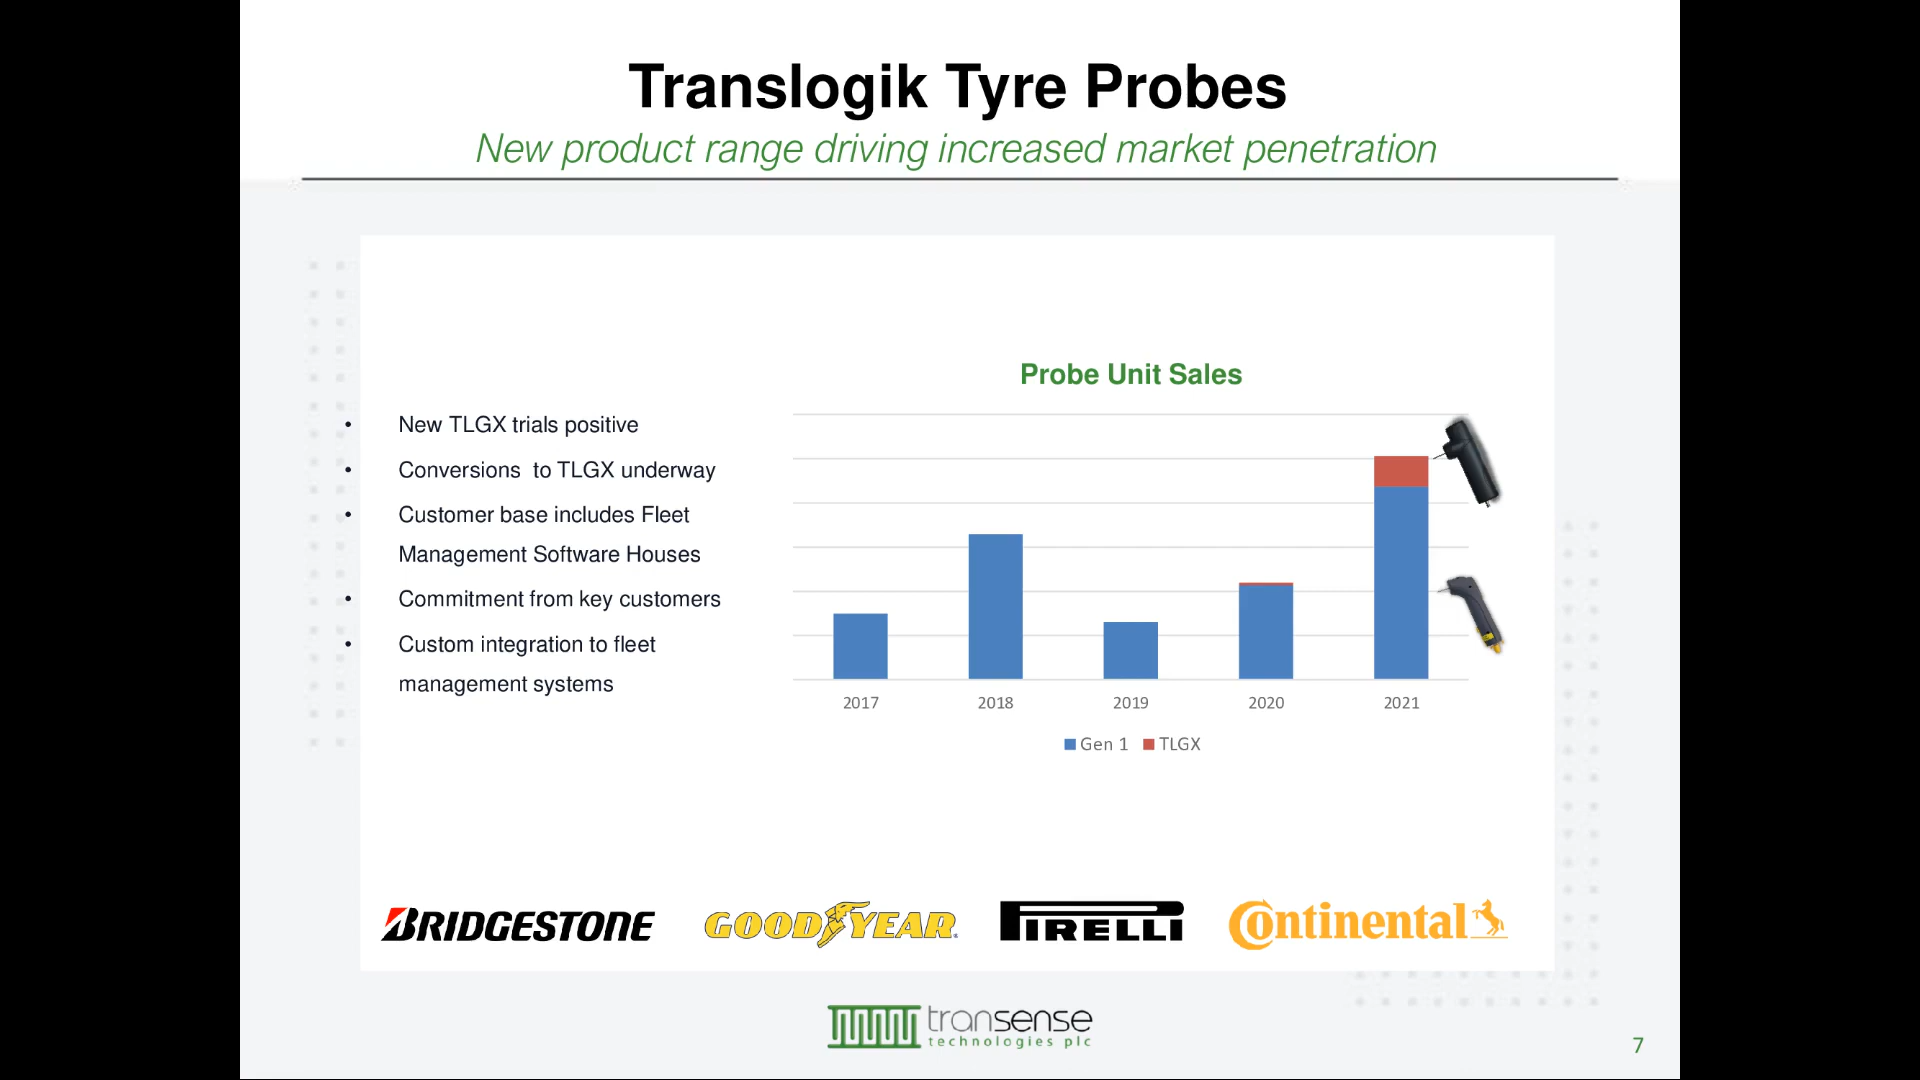 Translogik Tyre Probes
New product range driving increased market penetration
Probe Unit Sales
• New TLGX trials positive
• Conversions  to TLGX underway
• Customer base includes Fleet
Management Software Houses
• Commitment from key customers
• Custom integration to fleet
management systems
2017 2018 2019 2020 2021
Gen 1 TLGX
BRIDGESTONE GOODYEAR PIRELLI Continental
transense
technologies plc
7